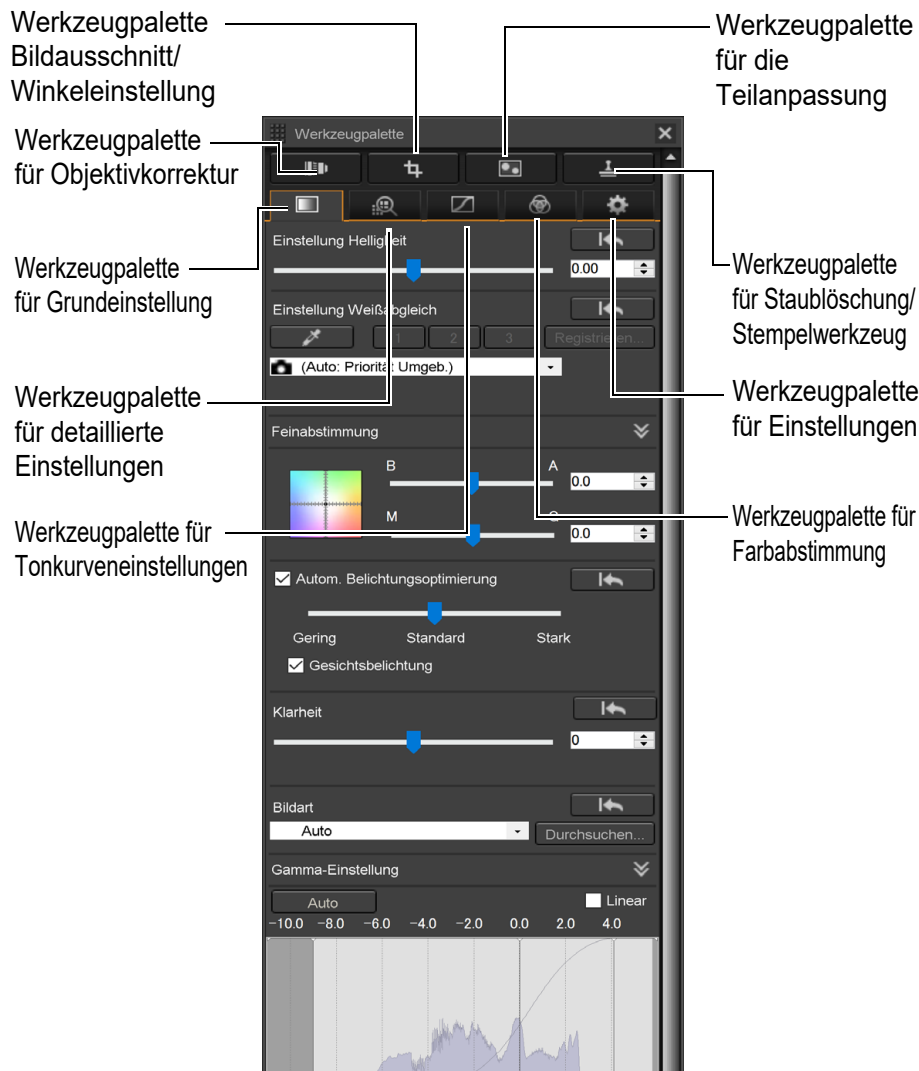 Werkzeugpalette
Bildausschnitt/
Winkeleinstellung
Werkzeugpalette
für die
Teilanpassung
Werkzeugpalette
für Objektivkorrektur
Werkzeugpalette
für Grundeinstellung
Werkzeugpalette
für detaillierte
Einstellungen
Werkzeugpalette für
Tonkurveneinstellungen
Werkzeugpalette
für Staublöschung/
Stempelwerkzeug
Werkzeugpalette
für Einstellungen
Werkzeugpalette für
Farbabstimmung
Werkzeugpalette
Einstellung Helligkeit
0.00
Einstellung Weißabgleich
1 2 3 Registrieren...
(Auto: Priorität Umgeb.)
Feinabstimmung
B A
0.0
M
0.0
Autom. Belichtungsoptimierung
Gering Standard Stark
Gesichtsbelichtung
Klarheit
0
Bildart
Auto Durchsuchen...
Gamma-Einstellung
Auto Linear
−10.0 −8.0 −6.0 −4.0 −2.0 0.0 2.0 4.0